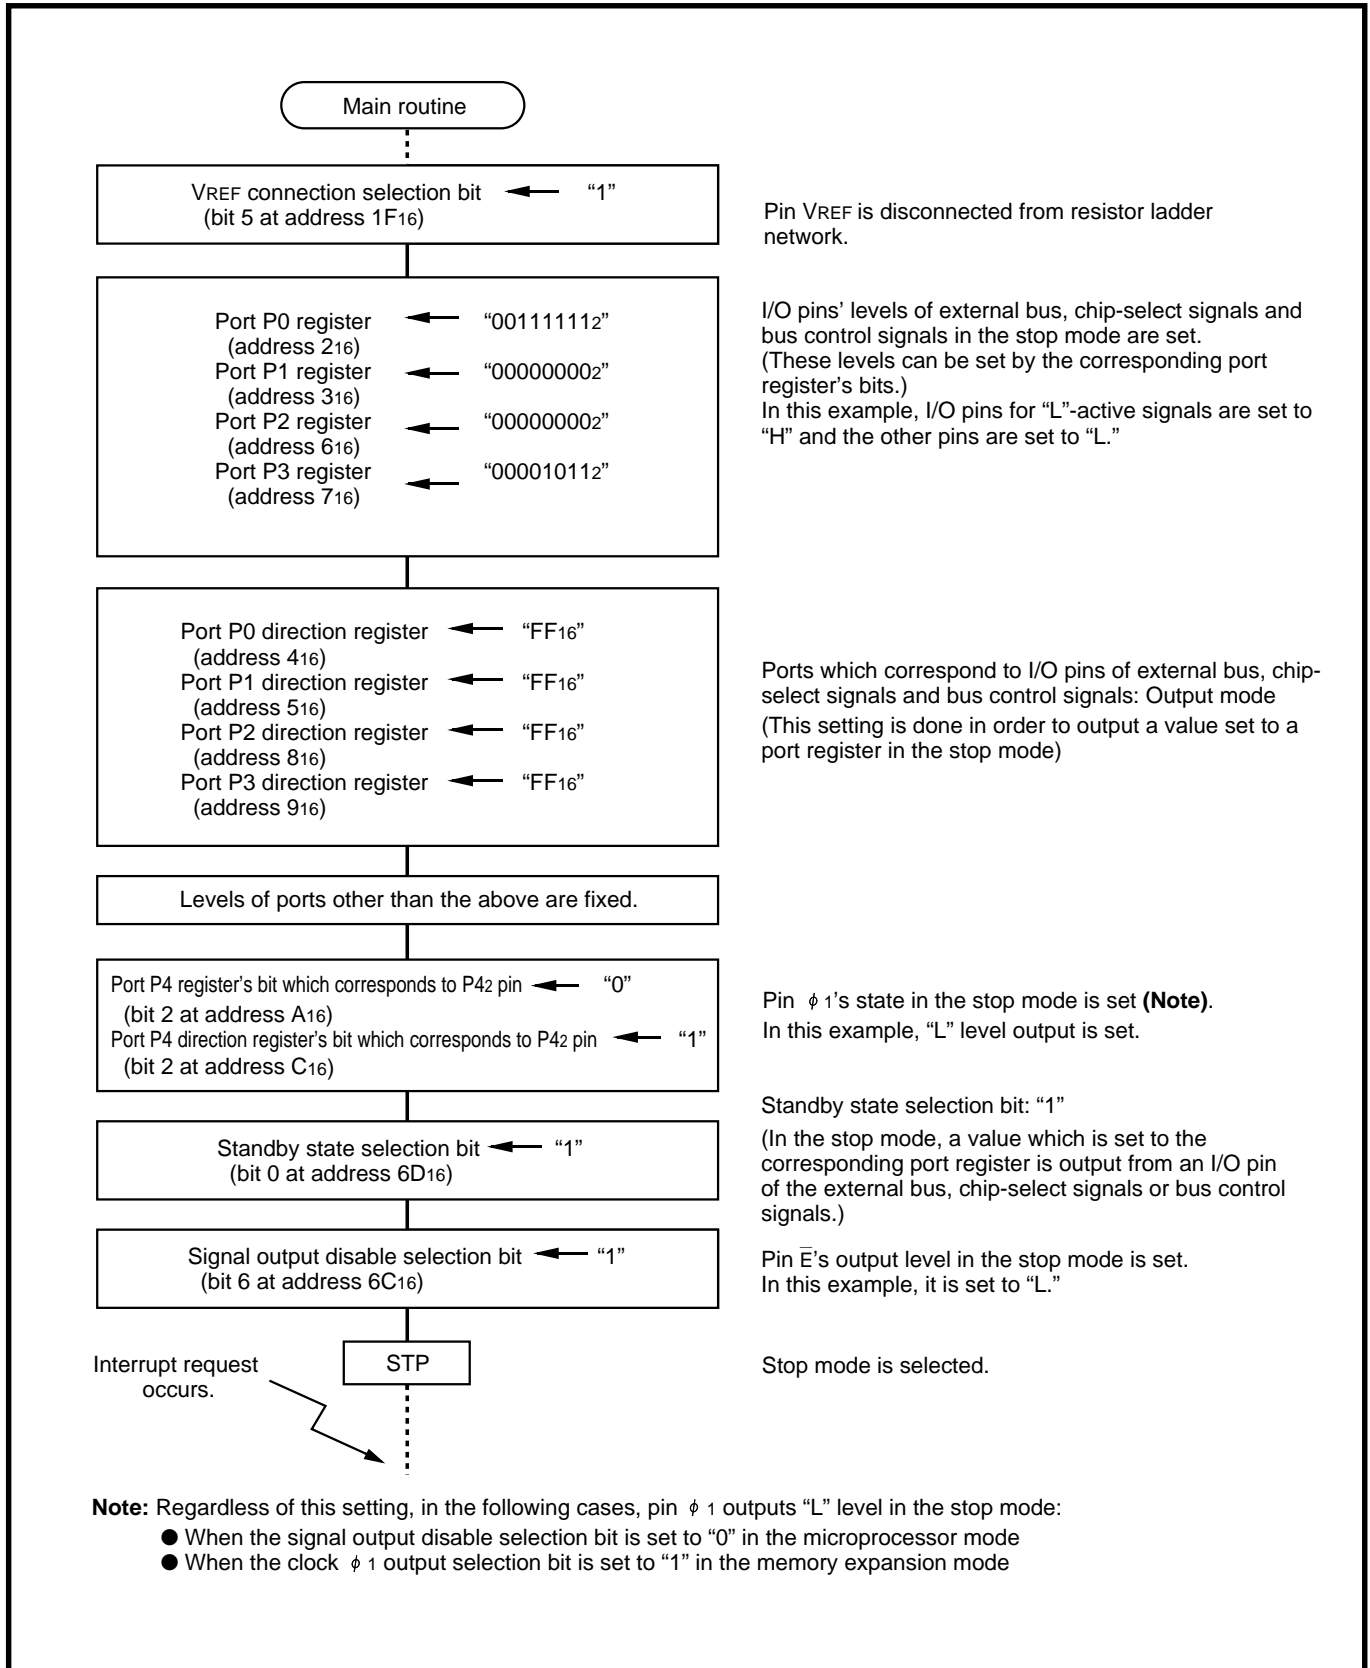 Main routine
VREF connection selection bit “1”
(bit 5 at address 1F16)
Pin VREF is disconnected from resistor ladder
network.
Port P0 register “001111112”
(address 216)
Port P1 register “000000002”
(address 316)
Port P2 register “000000002”
(address 616)
Port P3 register “000010112”
(address 716)
I/O pins’ levels of external bus, chip-select signals and
bus control signals in the stop mode are set.
(These levels can be set by the corresponding port
register’s bits.)
In this example, I/O pins for “L”-active signals are set to
“H” and the other pins are set to “L.”
Port P0 direction register “FF16”
(address 416)
Port P1 direction register “FF16”
(address 516)
Port P2 direction register “FF16”
(address 816)
Port P3 direction register “FF16”
(address 916)
Ports which correspond to I/O pins of external bus, chip-
select signals and bus control signals: Output mode
(This setting is done in order to output a value set to a
port register in the stop mode)
Levels of ports other than the above are fixed.
Port P4 register’s bit which corresponds to P42 pin “0”
(bit 2 at address A16)
Port P4 direction register’s bit which corresponds to P42 pin “1”
(bit 2 at address C16)
Pin ϕ 1’s state in the stop mode is set (Note).
In this example, “L” level output is set.
Standby state selection bit “1”
(bit 0 at address 6D16)
Standby state selection bit: “1”
(In the stop mode, a value which is set to the
corresponding port register is output from an I/O pin
of the external bus, chip-select signals or bus control
signals.)
Signal output disable selection bit “1”
(bit 6 at address 6C16)
Pin E̅’s output level in the stop mode is set.
In this example, it is set to “L.”
STP
Stop mode is selected.
Interrupt request
occurs.
Note: Regardless of this setting, in the following cases, pin ϕ 1 outputs “L” level in the stop mode:
● When the signal output disable selection bit is set to “0” in the microprocessor mode
● When the clock ϕ 1 output selection bit is set to “1” in the memory expansion mode